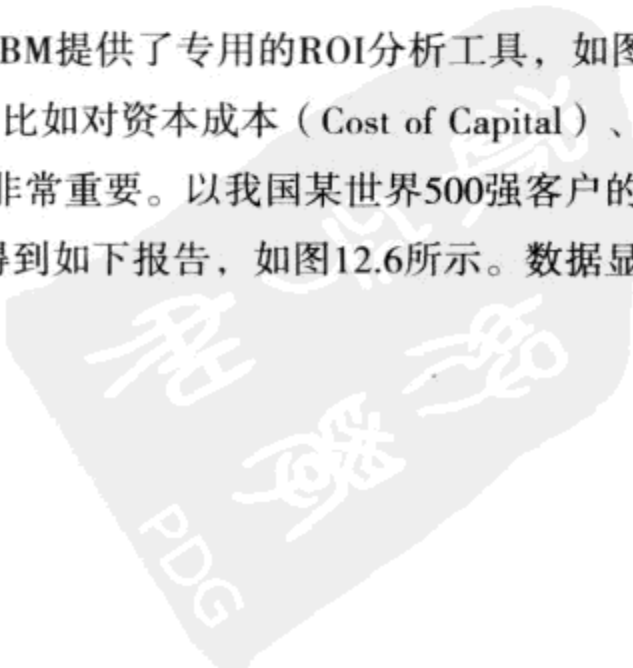 BM提供了专用的ROI分析工具，如图
比如对资本成本（Cost of Capital）、
非常重要。以我国某世界500强客户的
得到如下报告，如图12.6所示。数据显
PDG